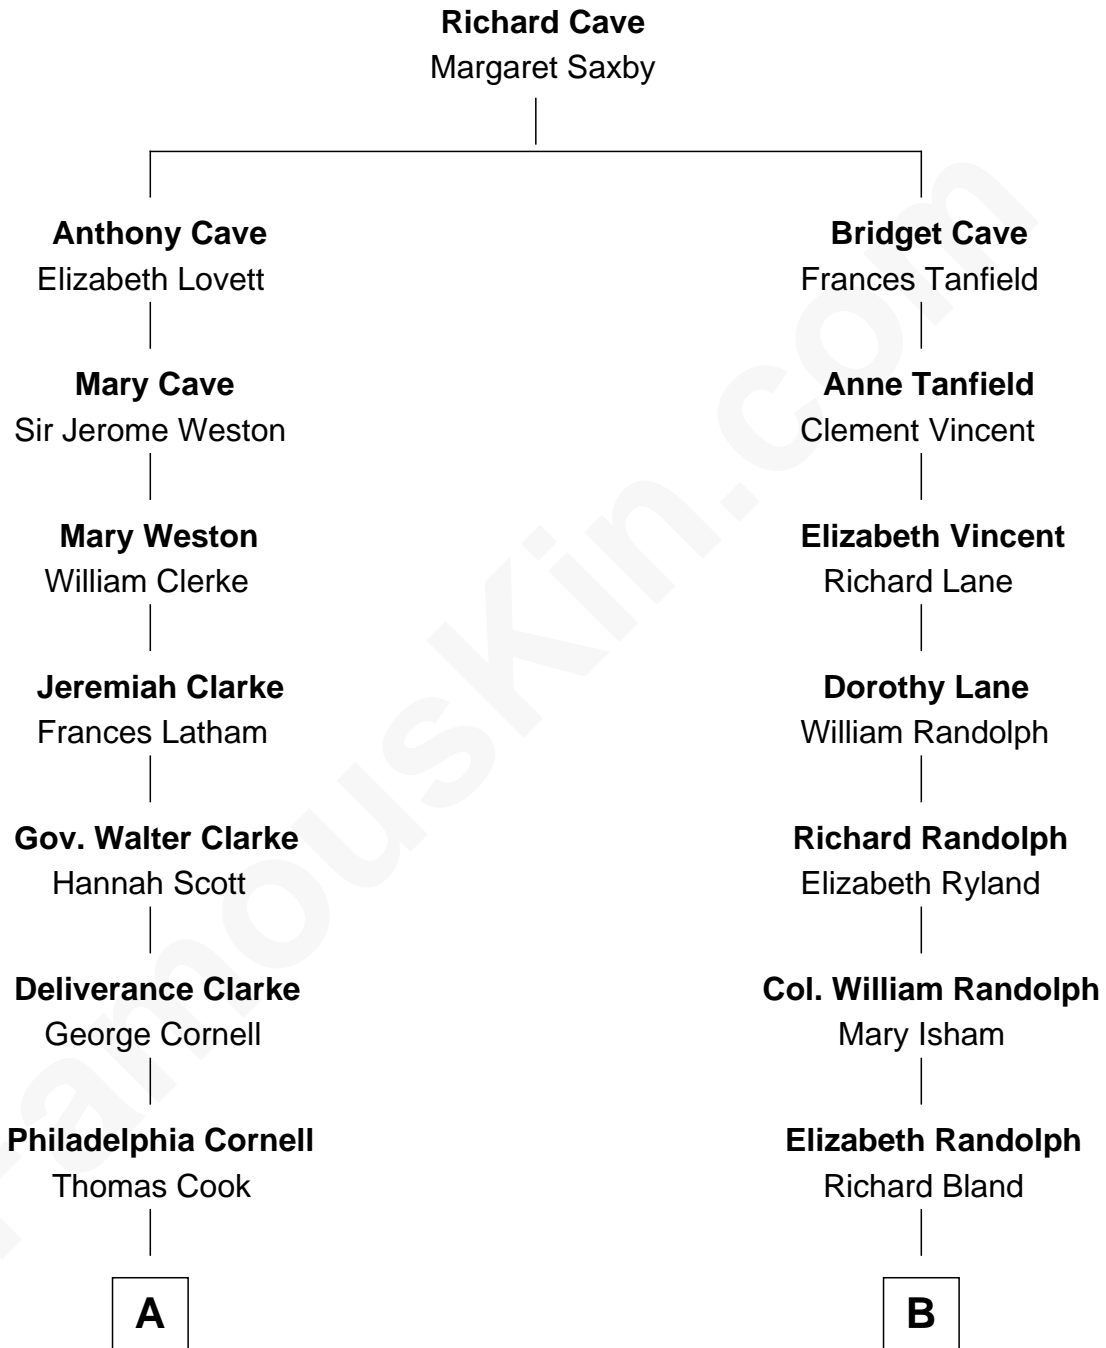 Richard Cave
Margaret Saxby
Anthony Cave
Elizabeth Lovett
Bridget Cave
Frances Tanfield
Mary Cave
Sir Jerome Weston
Anne Tanfield
Clement Vincent
Mary Weston
William Clerke
Elizabeth Vincent
Richard Lane
Jeremiah Clarke
Frances Latham
Dorothy Lane
William Randolph
Gov. Walter Clarke
Hannah Scott
Richard Randolph
Elizabeth Ryland
Deliverance Clarke
George Cornell
Col. William Randolph
Mary Isham
Philadelphia Cornell
Thomas Cook
Elizabeth Randolph
Richard Bland
A
B
FamousKin.com